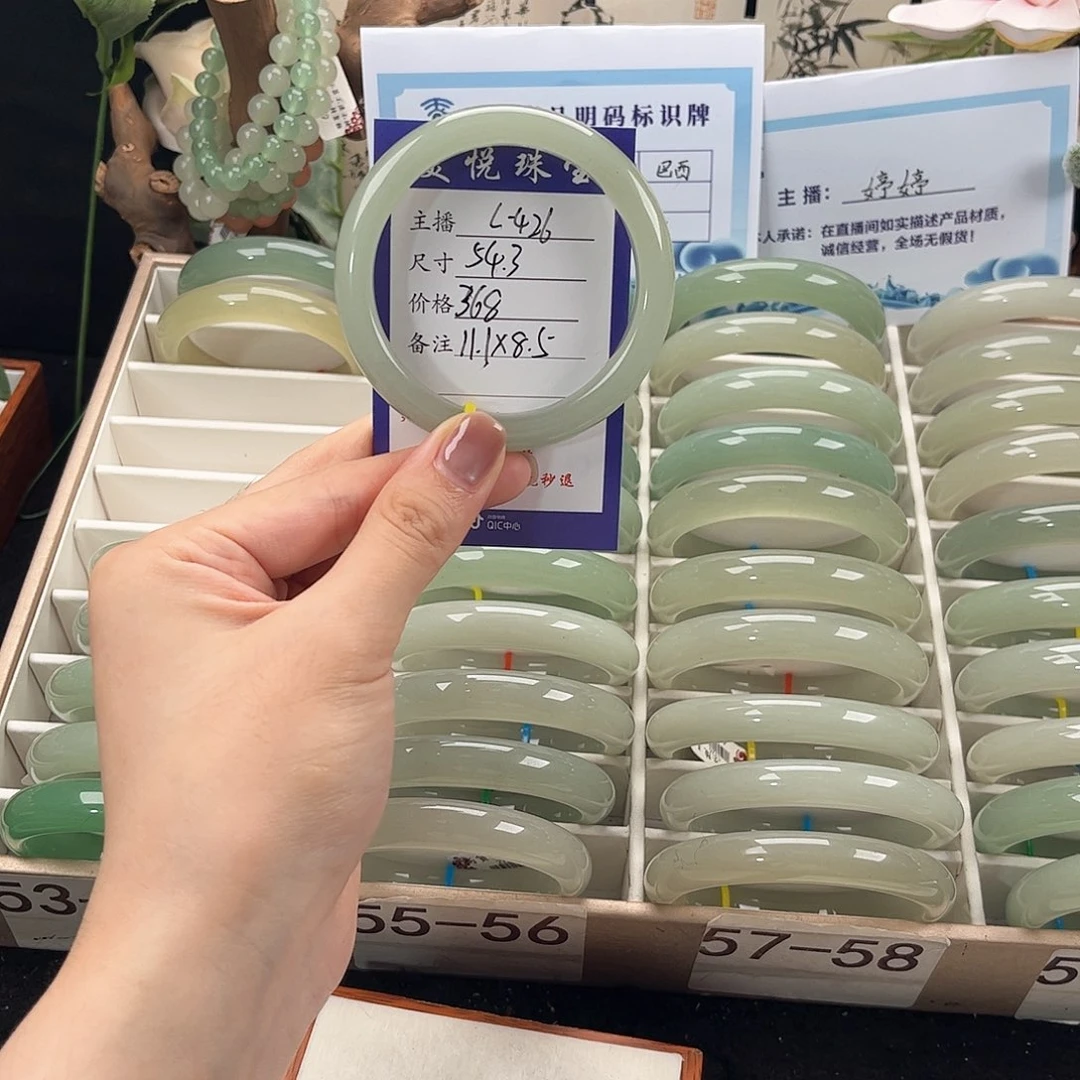 明码标识牌
巴西
悦珠宝
主播 L-426
尺寸 54.3
价格 368
备注 11.1X8.5
秒退
QIC中心
主播：婷婷
人承诺：在直播间如实描述产品材质，
诚信经营，全场无假货！
53-
55-56
57-58
5